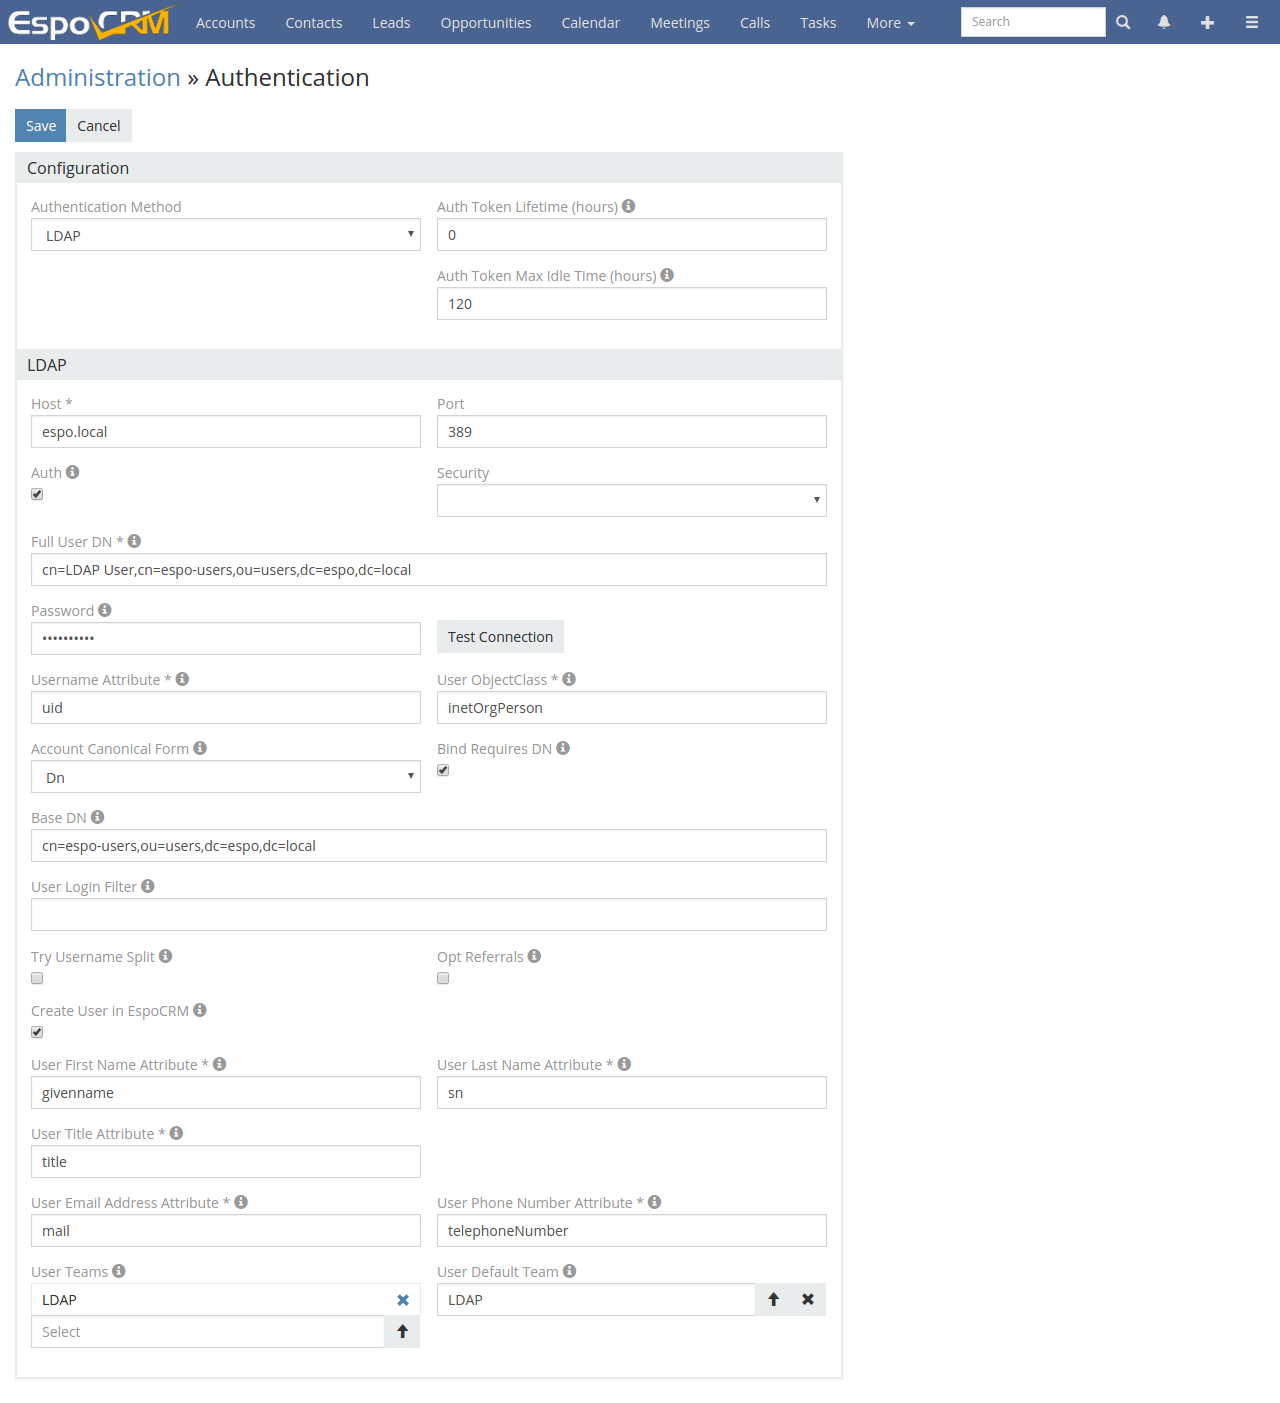 EspoCRM Accounts Contacts Leads Opportunities Calendar Meetings Calls Tasks More Search
Administration » Authentication
Save Cancel
Configuration
Authentication Method Auth Token Lifetime (hours)
LDAP 0
Auth Token Max Idle Time (hours)
120
LDAP
Host * Port
espo.local 389
Auth Security
Full User DN *
cn=LDAP User,cn=espo-users,ou=users,dc=espo,dc=local
Password
•••••••••• Test Connection
Username Attribute * User ObjectClass *
uid inetOrgPerson
Account Canonical Form Bind Requires DN
Dn
Base DN
cn=espo-users,ou=users,dc=espo,dc=local
User Login Filter
Try Username Split Opt Referrals
Create User in EspoCRM
User First Name Attribute * User Last Name Attribute *
givenname sn
User Title Attribute *
title
User Email Address Attribute * User Phone Number Attribute *
mail telephoneNumber
User Teams User Default Team
LDAP LDAP
Select